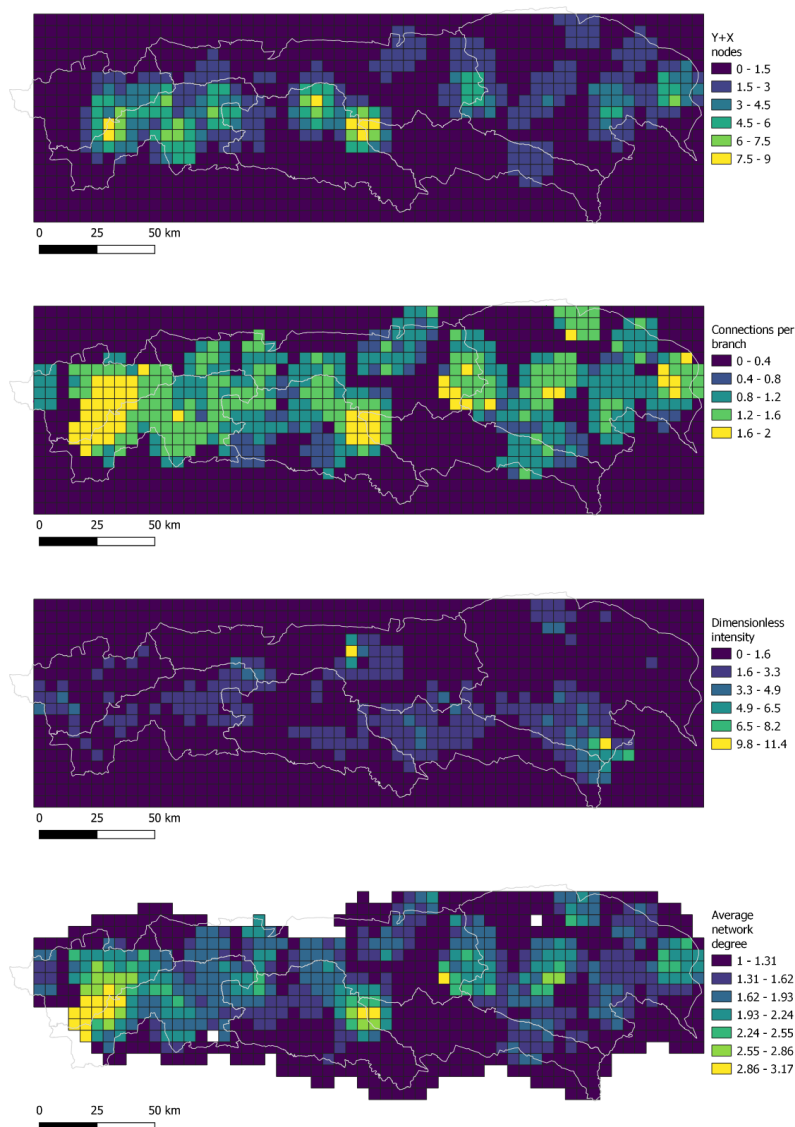 Y+X
nodes
0 - 1.5
1.5 - 3
3 - 4.5
4.5 - 6
6 - 7.5
7.5 - 9
0 25 50 km
Connections per
branch
0 - 0.4
0.4 - 0.8
0.8 - 1.2
1.2 - 1.6
1.6 - 2
0 25 50 km
Dimensionless
intensity
0 - 1.6
1.6 - 3.3
3.3 - 4.9
4.9 - 6.5
6.5 - 8.2
9.8 - 11.4
0 25 50 km
Average
network
degree
1 - 1.31
1.31 - 1.62
1.62 - 1.93
1.93 - 2.24
2.24 - 2.55
2.55 - 2.86
2.86 - 3.17
0 25 50 km